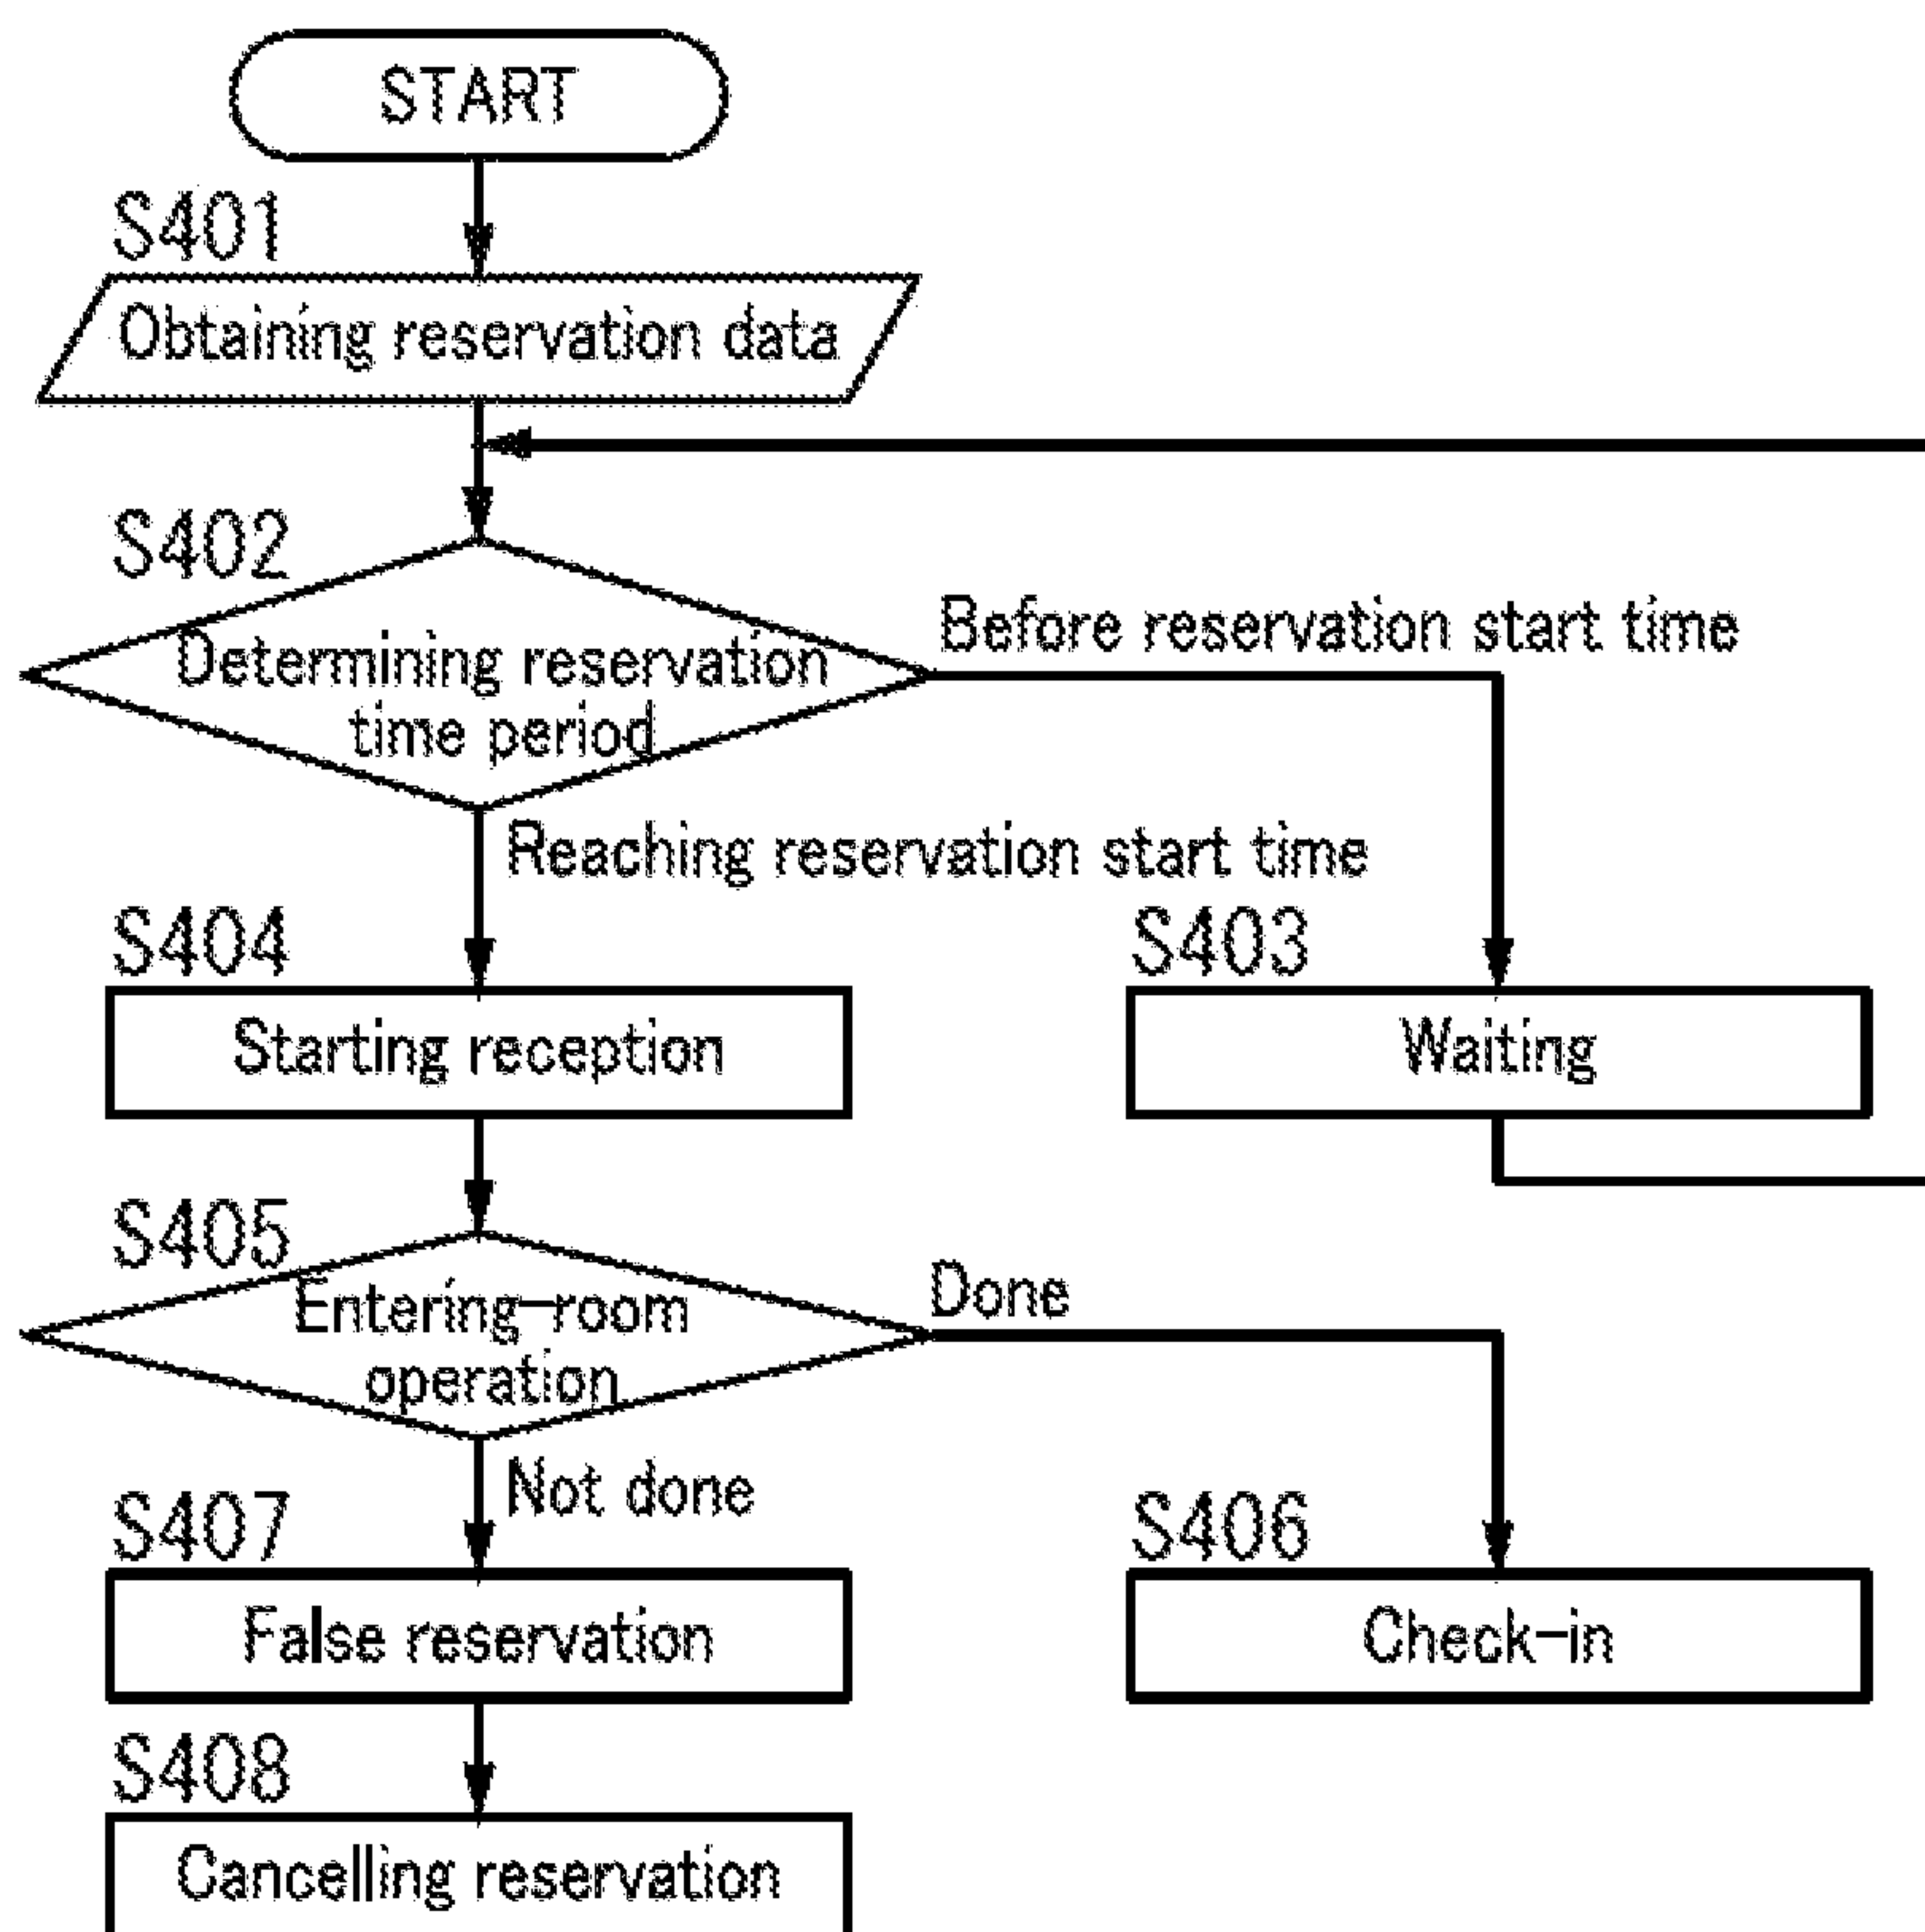 START
S401
Obtaining reservation data
S402
Determining reservation
time period
Before reservation start time
Reaching reservation start time
S404
Starting reception
S403
Waiting
S405
Entering-room
operation
Done
Not done
S407
False reservation
S406
Check-in
S408
Cancelling reservation